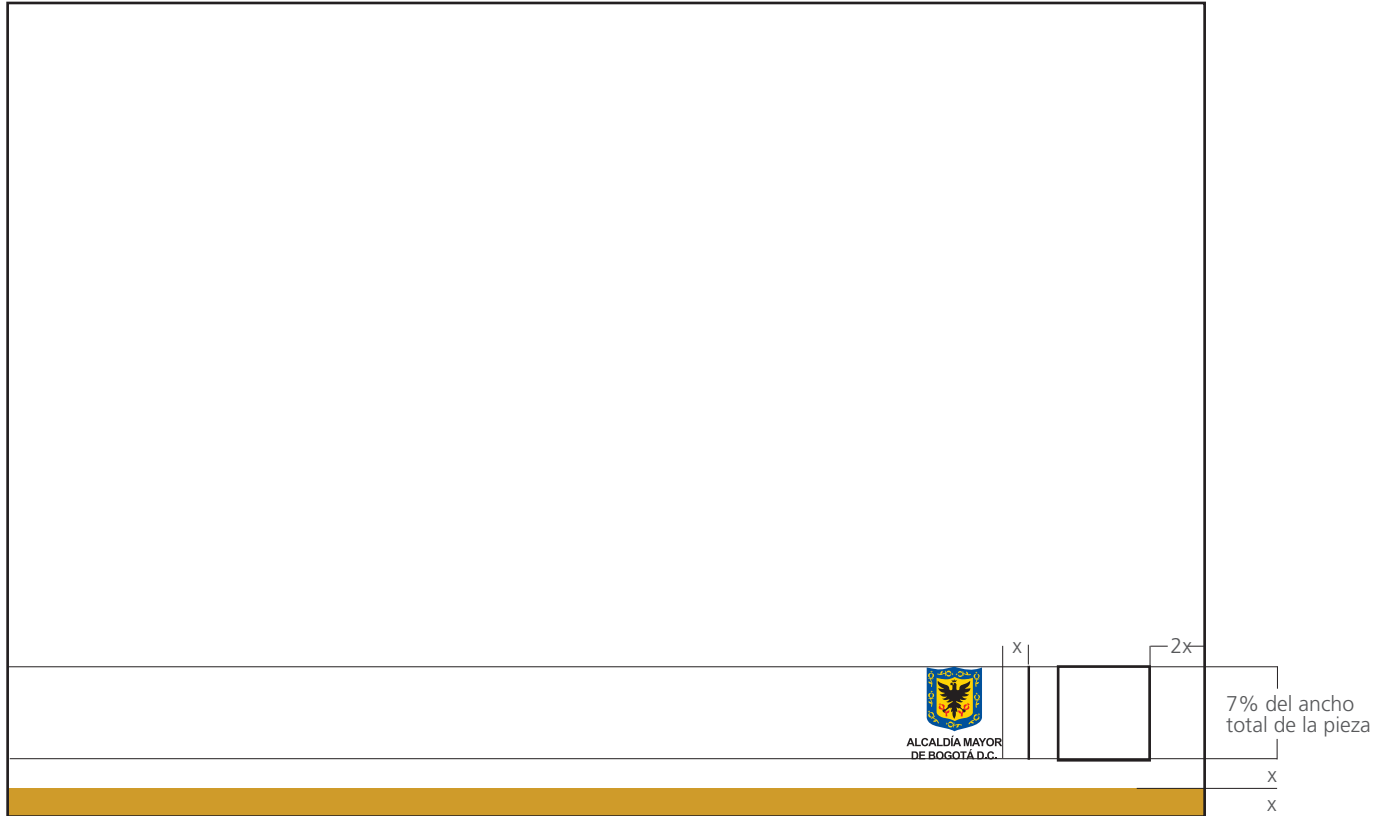 x
2x
7% del ancho
total de la pieza
ALCALDÍA MAYOR
DE BOGOTÁ D.C.
x
x